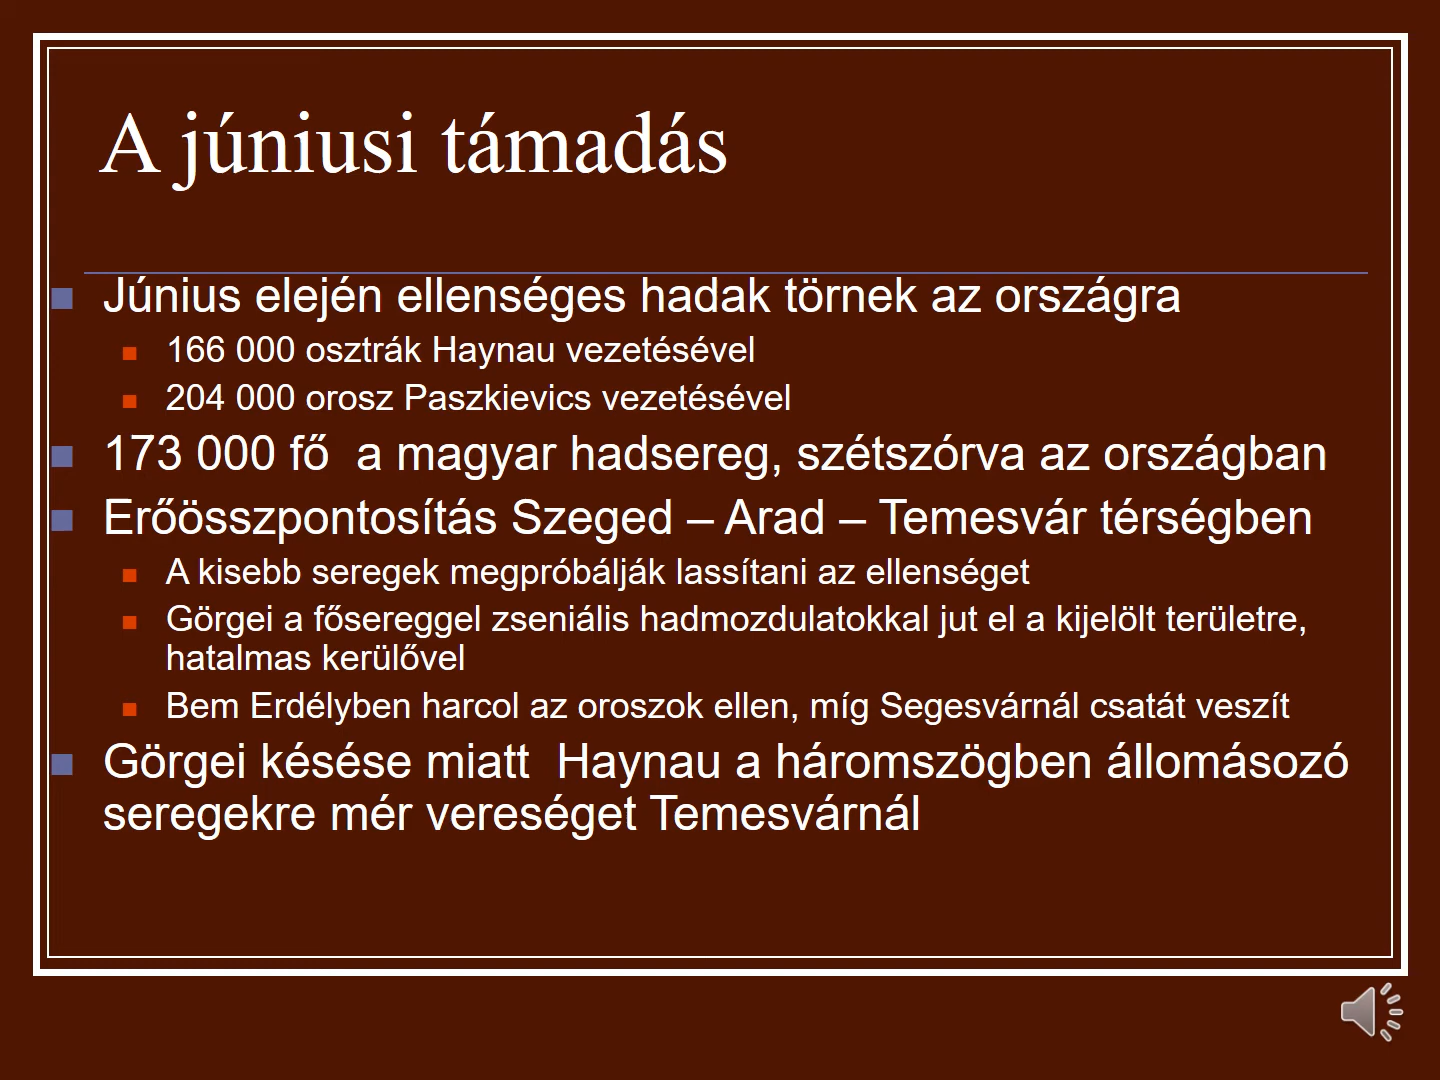 A júniusi támadás
Június elején ellenséges hadak törnek az országra
166 000 osztrák Haynau vezetésével
204 000 orosz Paszkievics vezetésével
173 000 fő  a magyar hadsereg, szétszórva az országban
Erőösszpontosítás Szeged – Arad – Temesvár térségben
A kisebb seregek megpróbálják lassítani az ellenséget
Görgei a fősereggel zseniális hadmozdulatokkal jut el a kijelölt területre,
hatalmas kerülővel
Bem Erdélyben harcol az oroszok ellen, míg Segesvárnál csatát veszít
Görgei késése miatt  Haynau a háromszögben állomásozó
seregekre mér vereséget Temesvárnál